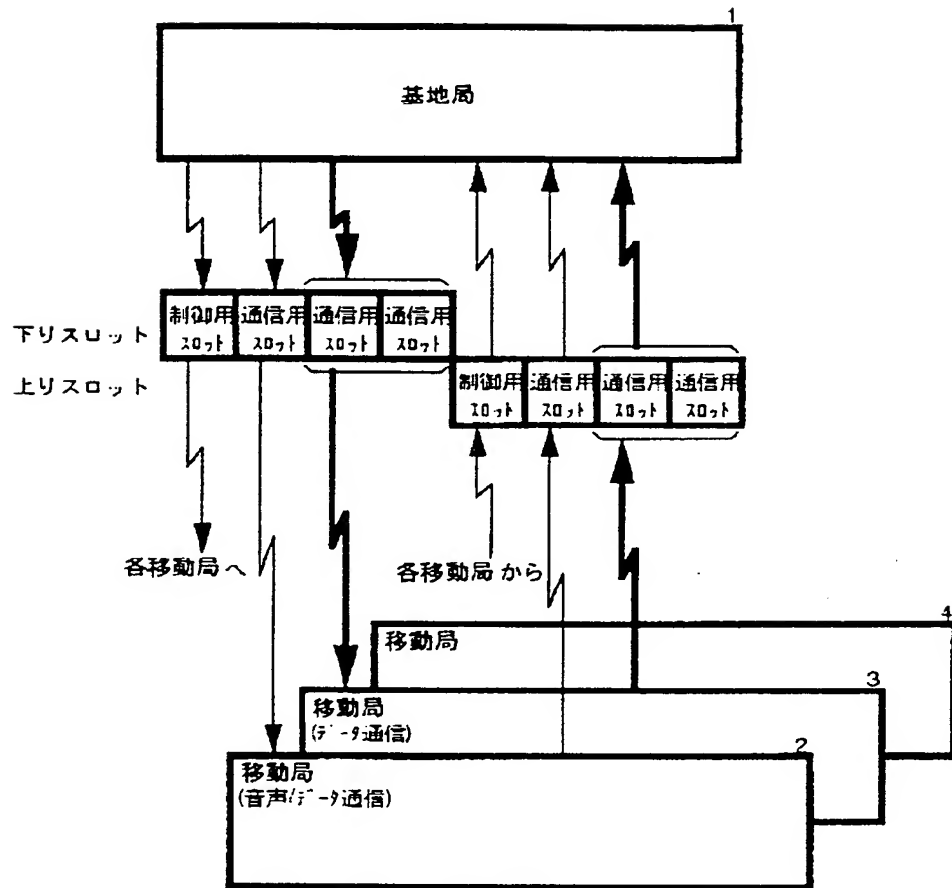 1
基地局
制御用 通信用 通信用 通信用
スロット スロット スロット スロット
下りスロット
上りスロット
制御用 通信用 通信用 通信用
スロット スロット スロット スロット
各移動局へ
各移動局から
4
移動局
3
移動局
(データ通信)
2
移動局
(音声/データ通信)